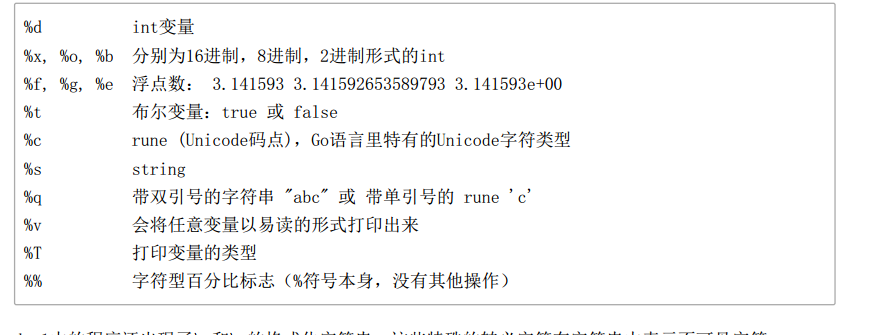 %d int变量
%x, %o, %b 分别为16进制，8进制，2进制形式的int
%f, %g, %e 浮点数： 3.141593 3.141592653589793 3.141593e+00
%t 布尔变量：true 或 false
%c rune (Unicode码点)，Go语言里特有的Unicode字符类型
%s string
%q 带双引号的字符串 "abc" 或 带单引号的 rune 'c'
%v 会将任意变量以易读的形式打印出来
%T 打印变量的类型
%% 字符型百分比标志（%符号本身，没有其他操作）